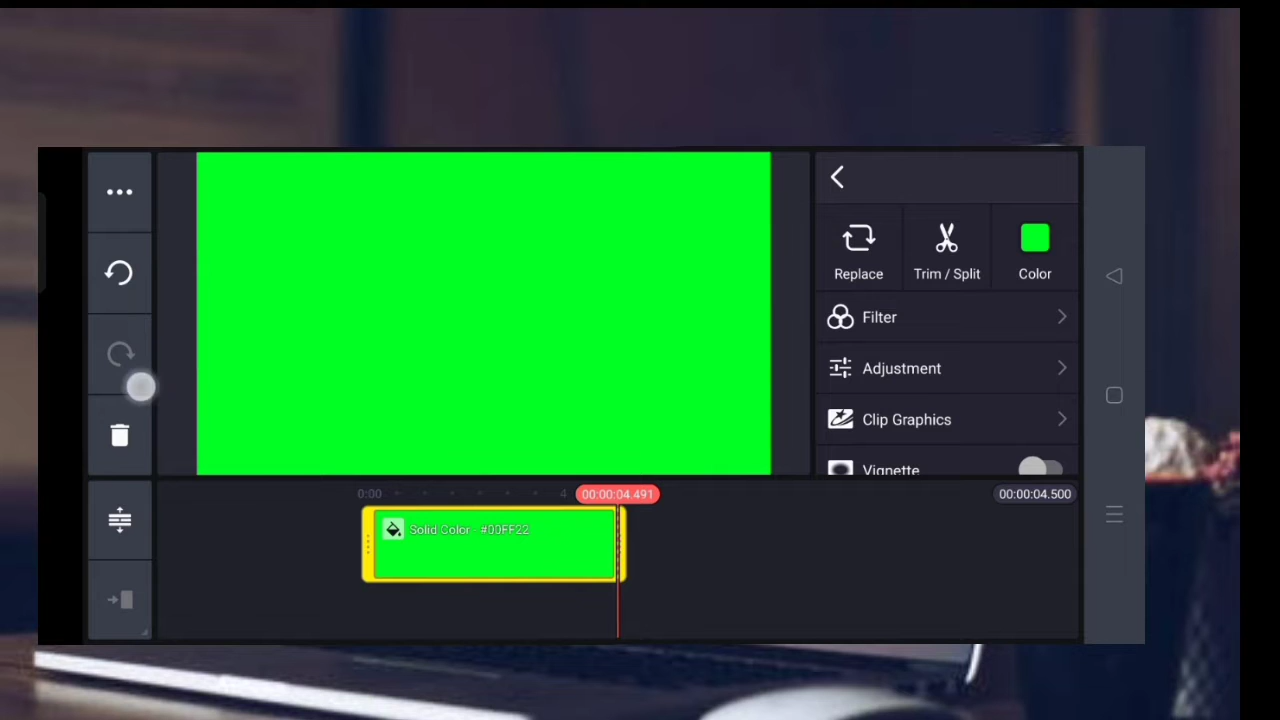 Replace
Trim / Split
Color
Filter
Adjustment
Clip Graphics
Vignette
0:00
4
00:00:04.491
00:00:04.500
Solid Color - #00FF22